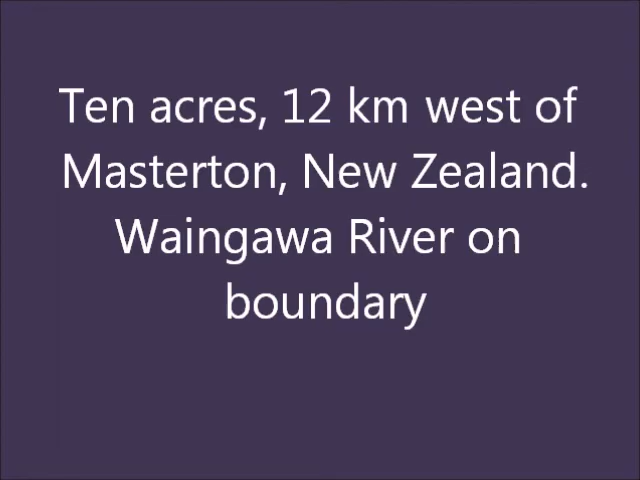 Ten acres, 12 km west of
Masterton, New Zealand.
Waingawa River on
boundary